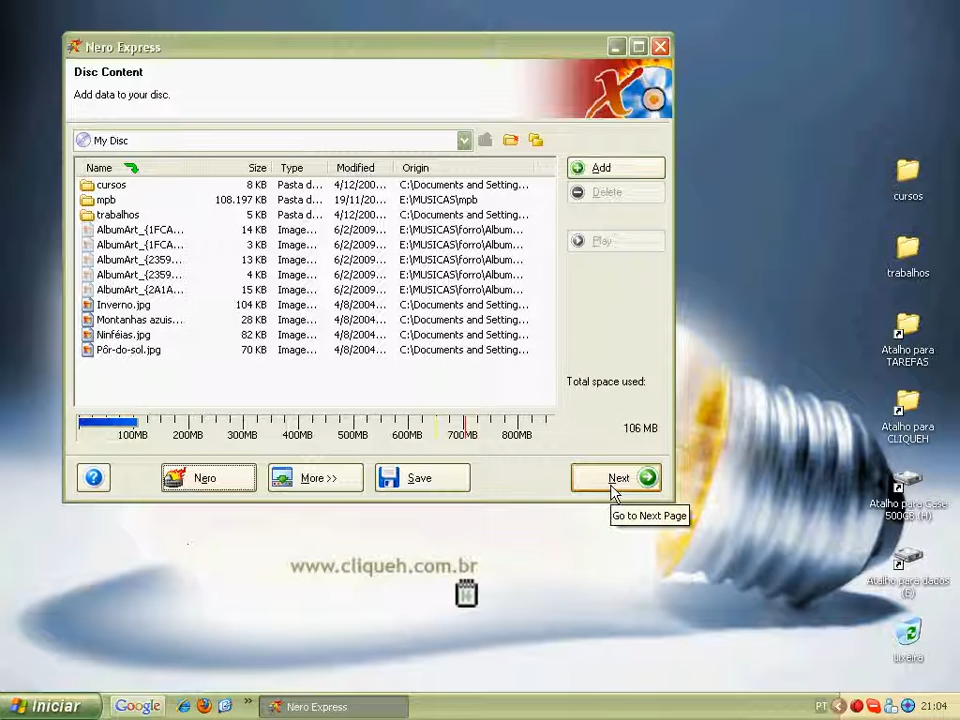 Nero Express
Disc Content
Add data to your disc.
My Disc
Name Size Type Modified Origin
cursos 8 KB Pasta d... 4/12/200... C:\Documents and Setting...
mpb 108.197 KB Pasta d... 19/11/20... E:\MUSICAS\mpb
trabalhos 5 KB Pasta d... 4/12/200... C:\Documents and Setting...
AlbumArt_{1FCA... 14 KB Image... 6/2/2009... E:\MUSICAS\forro\Album...
AlbumArt_{1FCA... 3 KB Image... 6/2/2009... E:\MUSICAS\forro\Album...
AlbumArt_{2359... 13 KB Image... 6/2/2009... E:\MUSICAS\forro\Album...
AlbumArt_{2359... 4 KB Image... 6/2/2009... E:\MUSICAS\forro\Album...
AlbumArt_{2A1A... 15 KB Image... 6/2/2009... E:\MUSICAS\forro\Album...
Inverno.jpg 104 KB Image... 4/8/2004... C:\Documents and Setting...
Montanhas azuis.... 28 KB Image... 4/8/2004... C:\Documents and Setting...
Ninféias.jpg 82 KB Image... 4/8/2004... C:\Documents and Setting...
Pôr-do-sol.jpg 70 KB Image... 4/8/2004... C:\Documents and Setting...
Add
Delete
Play
Total space used:
106 MB
100MB 200MB 300MB 400MB 500MB 600MB 700MB 800MB
Nero
More >>
Save
Next
Go to Next Page
www.cliqueh.com.br
cursos
trabalhos
Atalho para
TAREFAS
Atalho para
CLIQUEH
Atalho para Case
500GB (H)
Atalho para dados
(E)
Lixeira
Iniciar
Google
Nero Express
PT
21:04